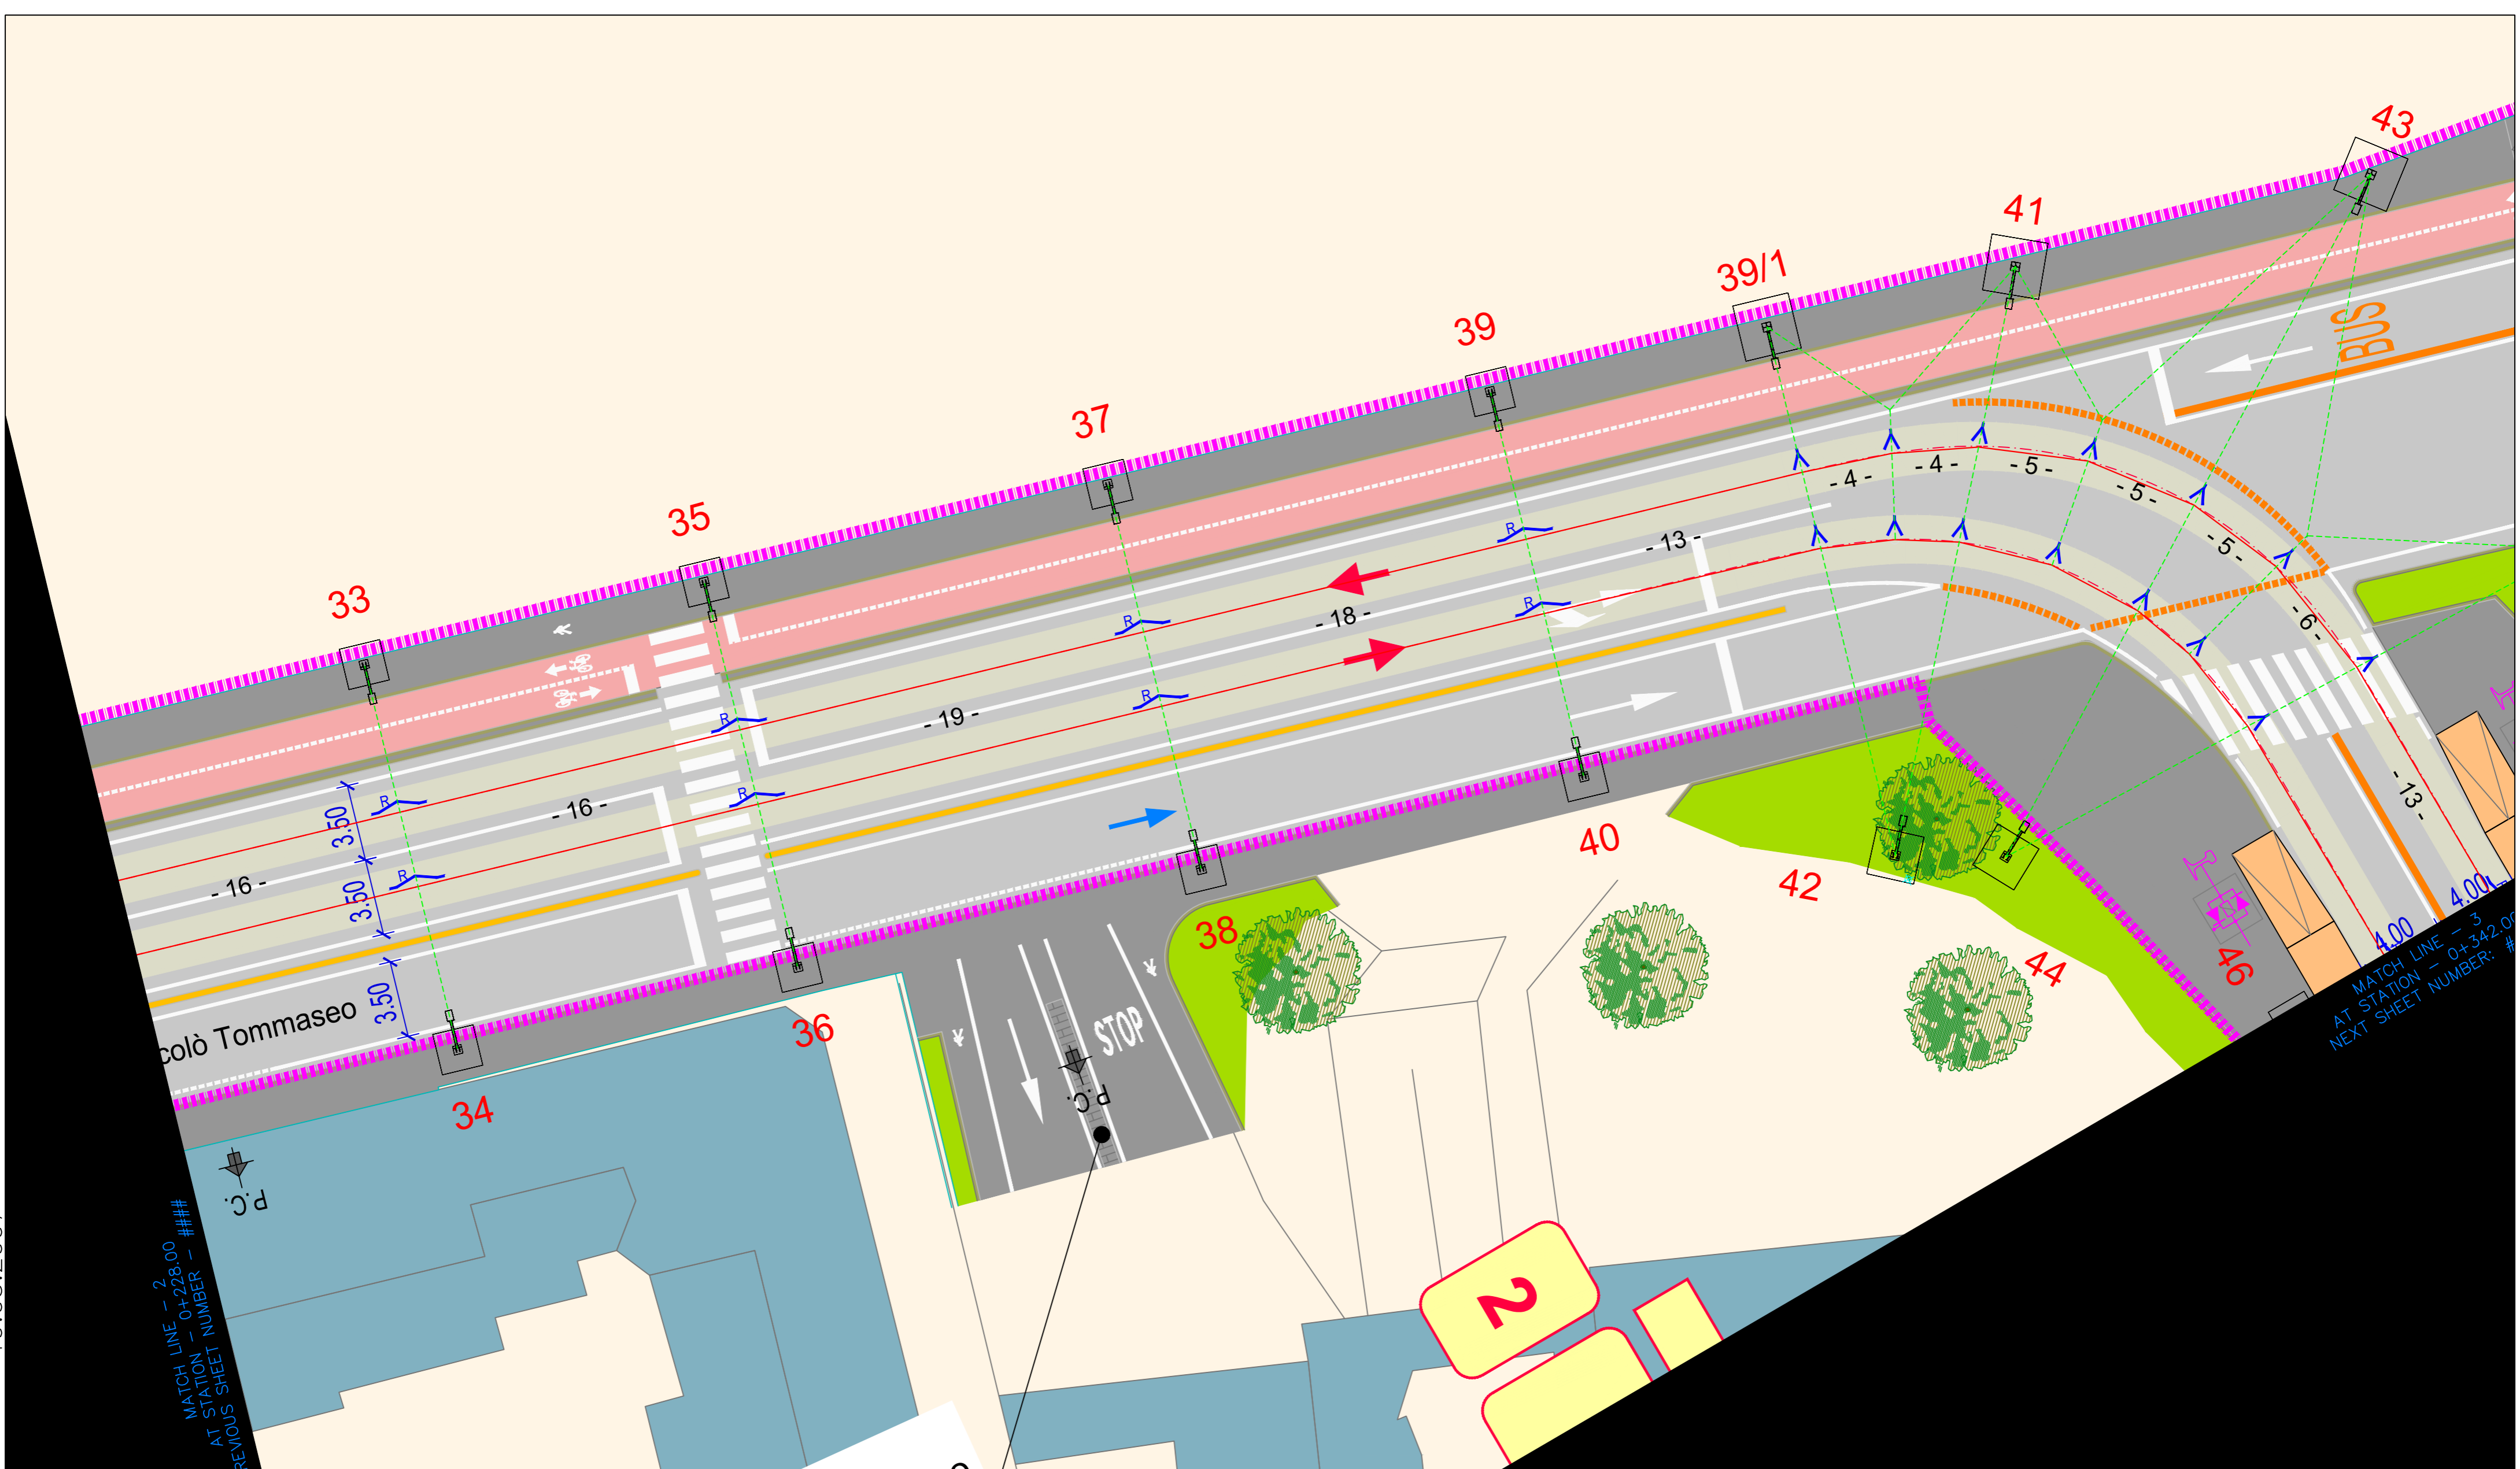 43
41
39/1
39
37
35
33
BUS
- 4 -
- 4 -
- 5 -
- 5 -
- 5 -
- 6 -
- 13 -
- 13 -
- 18 -
- 19 -
- 16 -
- 16 -
R
R
R
R
R
R
R
R
3.50
3.50
3.50
colò Tommaseo
34
36
38
40
42
44
46
STOP
P.C.
P.C.
4.00
4.00
MATCH LINE - 3
AT STATION - 0+342.00
NEXT SHEET NUMBER: #
MATCH LINE - 2
AT STATION - 0+228.00
REVIOUS SHEET NUMBER - ####
2